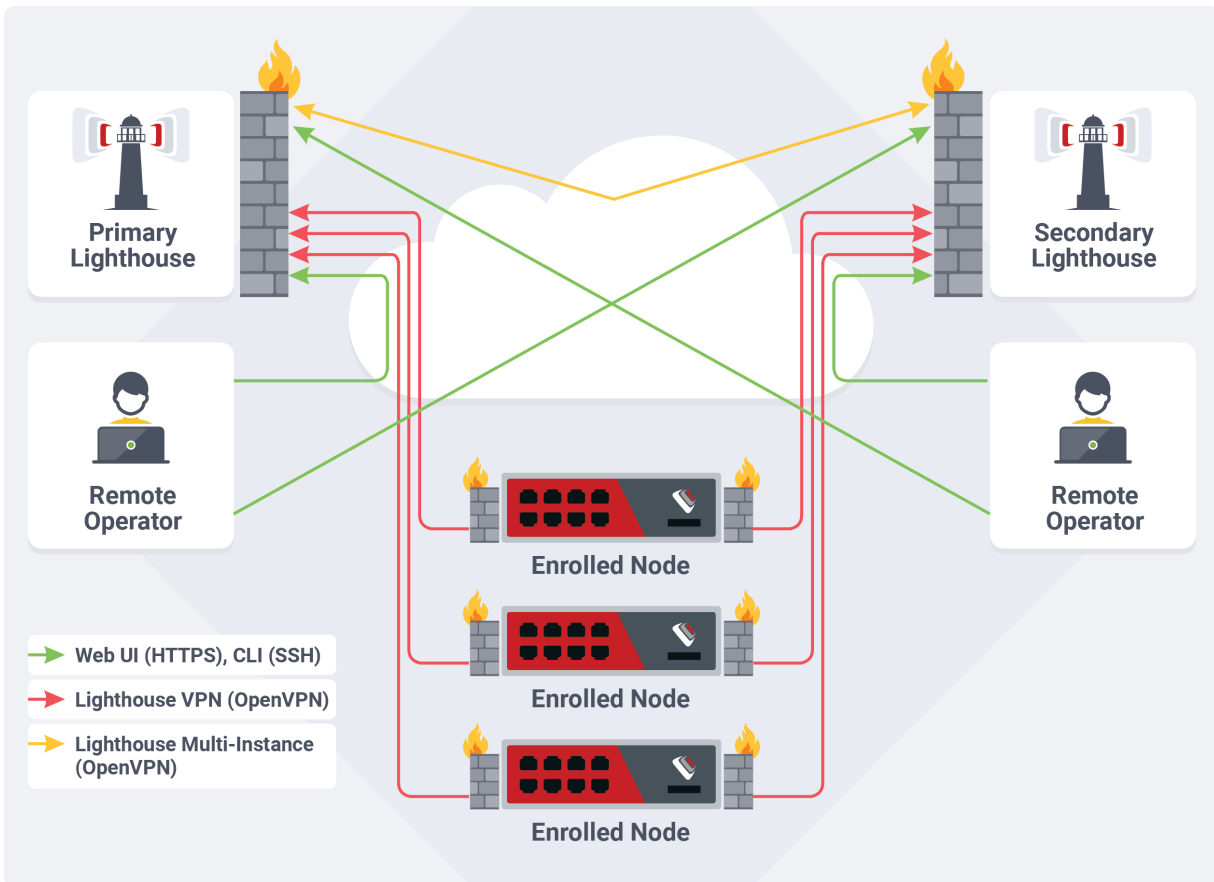 Primary
Lighthouse
Secondary
Lighthouse
Remote
Operator
Remote
Operator
Enrolled Node
Enrolled Node
Enrolled Node
Web UI (HTTPS), CLI (SSH)
Lighthouse VPN (OpenVPN)
Lighthouse Multi-Instance
(OpenVPN)